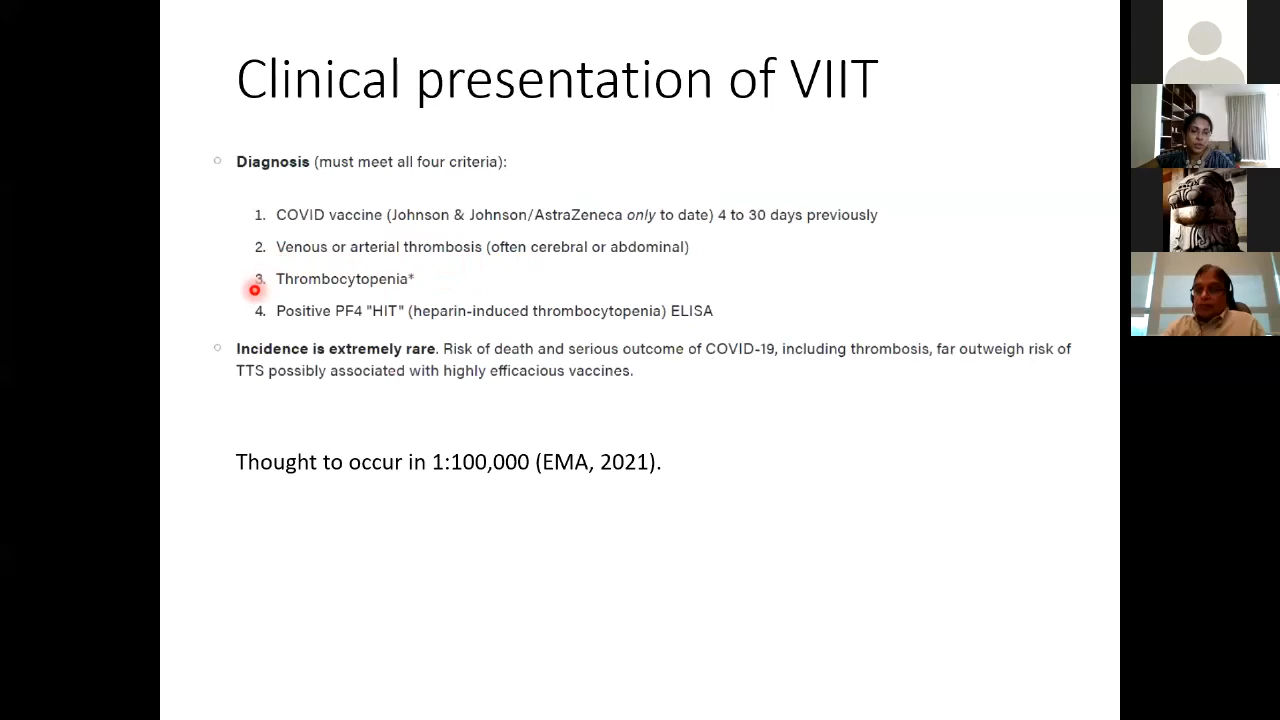 Clinical presentation of VIIT
Diagnosis (must meet all four criteria):
1. COVID vaccine (Johnson & Johnson/AstraZeneca only to date) 4 to 30 days previously
2. Venous or arterial thrombosis (often cerebral or abdominal)
3. Thrombocytopenia*
4. Positive PF4 "HIT" (heparin-induced thrombocytopenia) ELISA
Incidence is extremely rare. Risk of death and serious outcome of COVID-19, including thrombosis, far outweigh risk of
TTS possibly associated with highly efficacious vaccines.
Thought to occur in 1:100,000 (EMA, 2021).